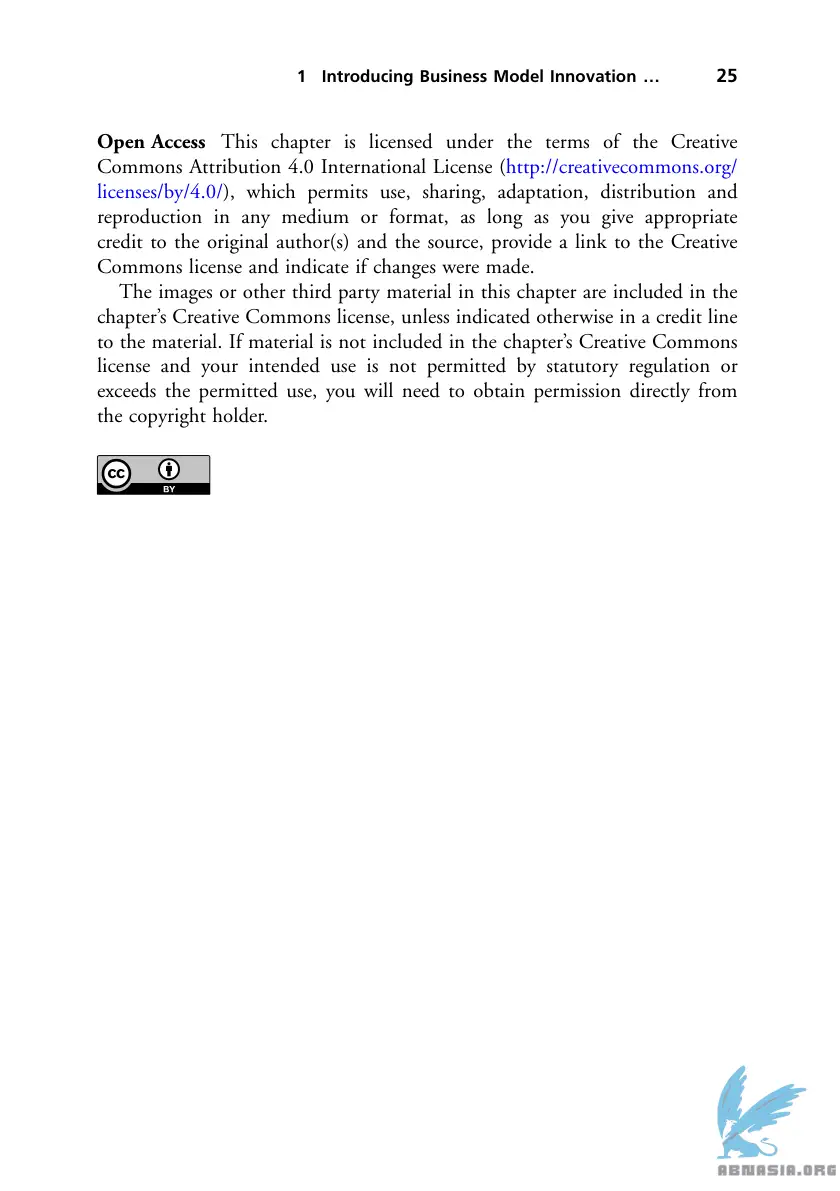 1 Introducing Business Model Innovation … 25
Open Access This chapter is licensed under the terms of the Creative
Commons Attribution 4.0 International License (http://creativecommons.org/
licenses/by/4.0/), which permits use, sharing, adaptation, distribution and
reproduction in any medium or format, as long as you give appropriate
credit to the original author(s) and the source, provide a link to the Creative
Commons license and indicate if changes were made.
The images or other third party material in this chapter are included in the
chapter’s Creative Commons license, unless indicated otherwise in a credit line
to the material. If material is not included in the chapter’s Creative Commons
license and your intended use is not permitted by statutory regulation or
exceeds the permitted use, you will need to obtain permission directly from
the copyright holder.
cc
BY
ABNASIA.ORG